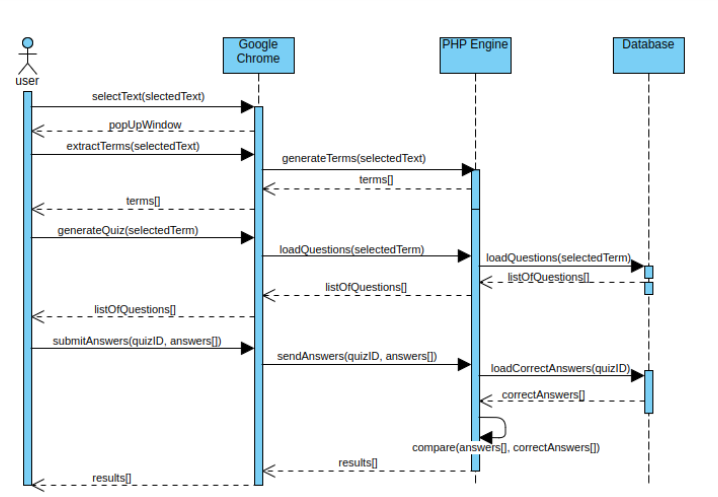 Google
Chrome
PHP Engine
Database
user
selectText(slectedText)
popUpWindow
extractTerms(selectedText)
generateTerms(selectedText)
terms[]
terms[]
generateQuiz(selectedTerm)
loadQuestions(selectedTerm)
loadQuestions(selectedTerm)
listOfQuestions[]
listOfQuestions[]
listOfQuestions[]
submitAnswers(quizID, answers[])
sendAnswers(quizID, answers[])
loadCorrectAnswers(quizID)
correctAnswers[]
compare(answers[], correctAnswers[])
results[]
results[]